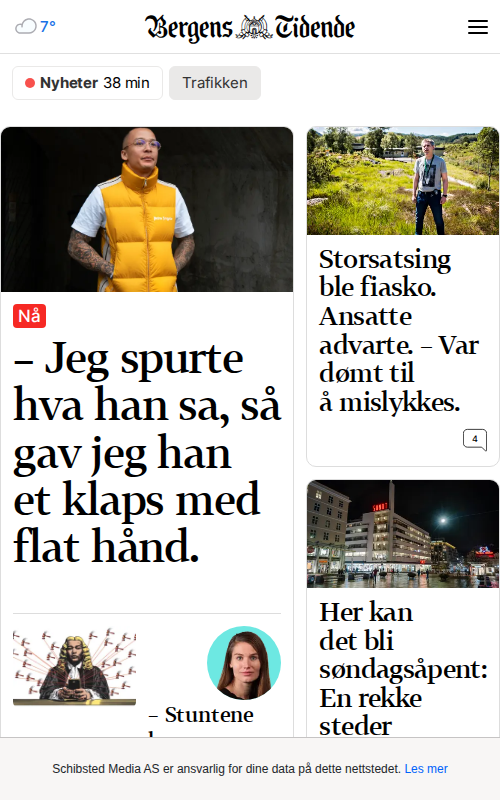 7°
Bergens Tidende
Nyheter 38 min
Trafikken
Nå
– Jeg spurte
hva han sa, så
gav jeg han
et klaps med
flat hånd.
– Stuntene
Storsatsing
ble fiasko.
Ansatte
advarte. – Var
dømt til
å mislykkes.
4
Her kan
det bli
søndagsåpent:
En rekke
steder
Schibsted Media AS er ansvarlig for dine data på dette nettstedet. Les mer